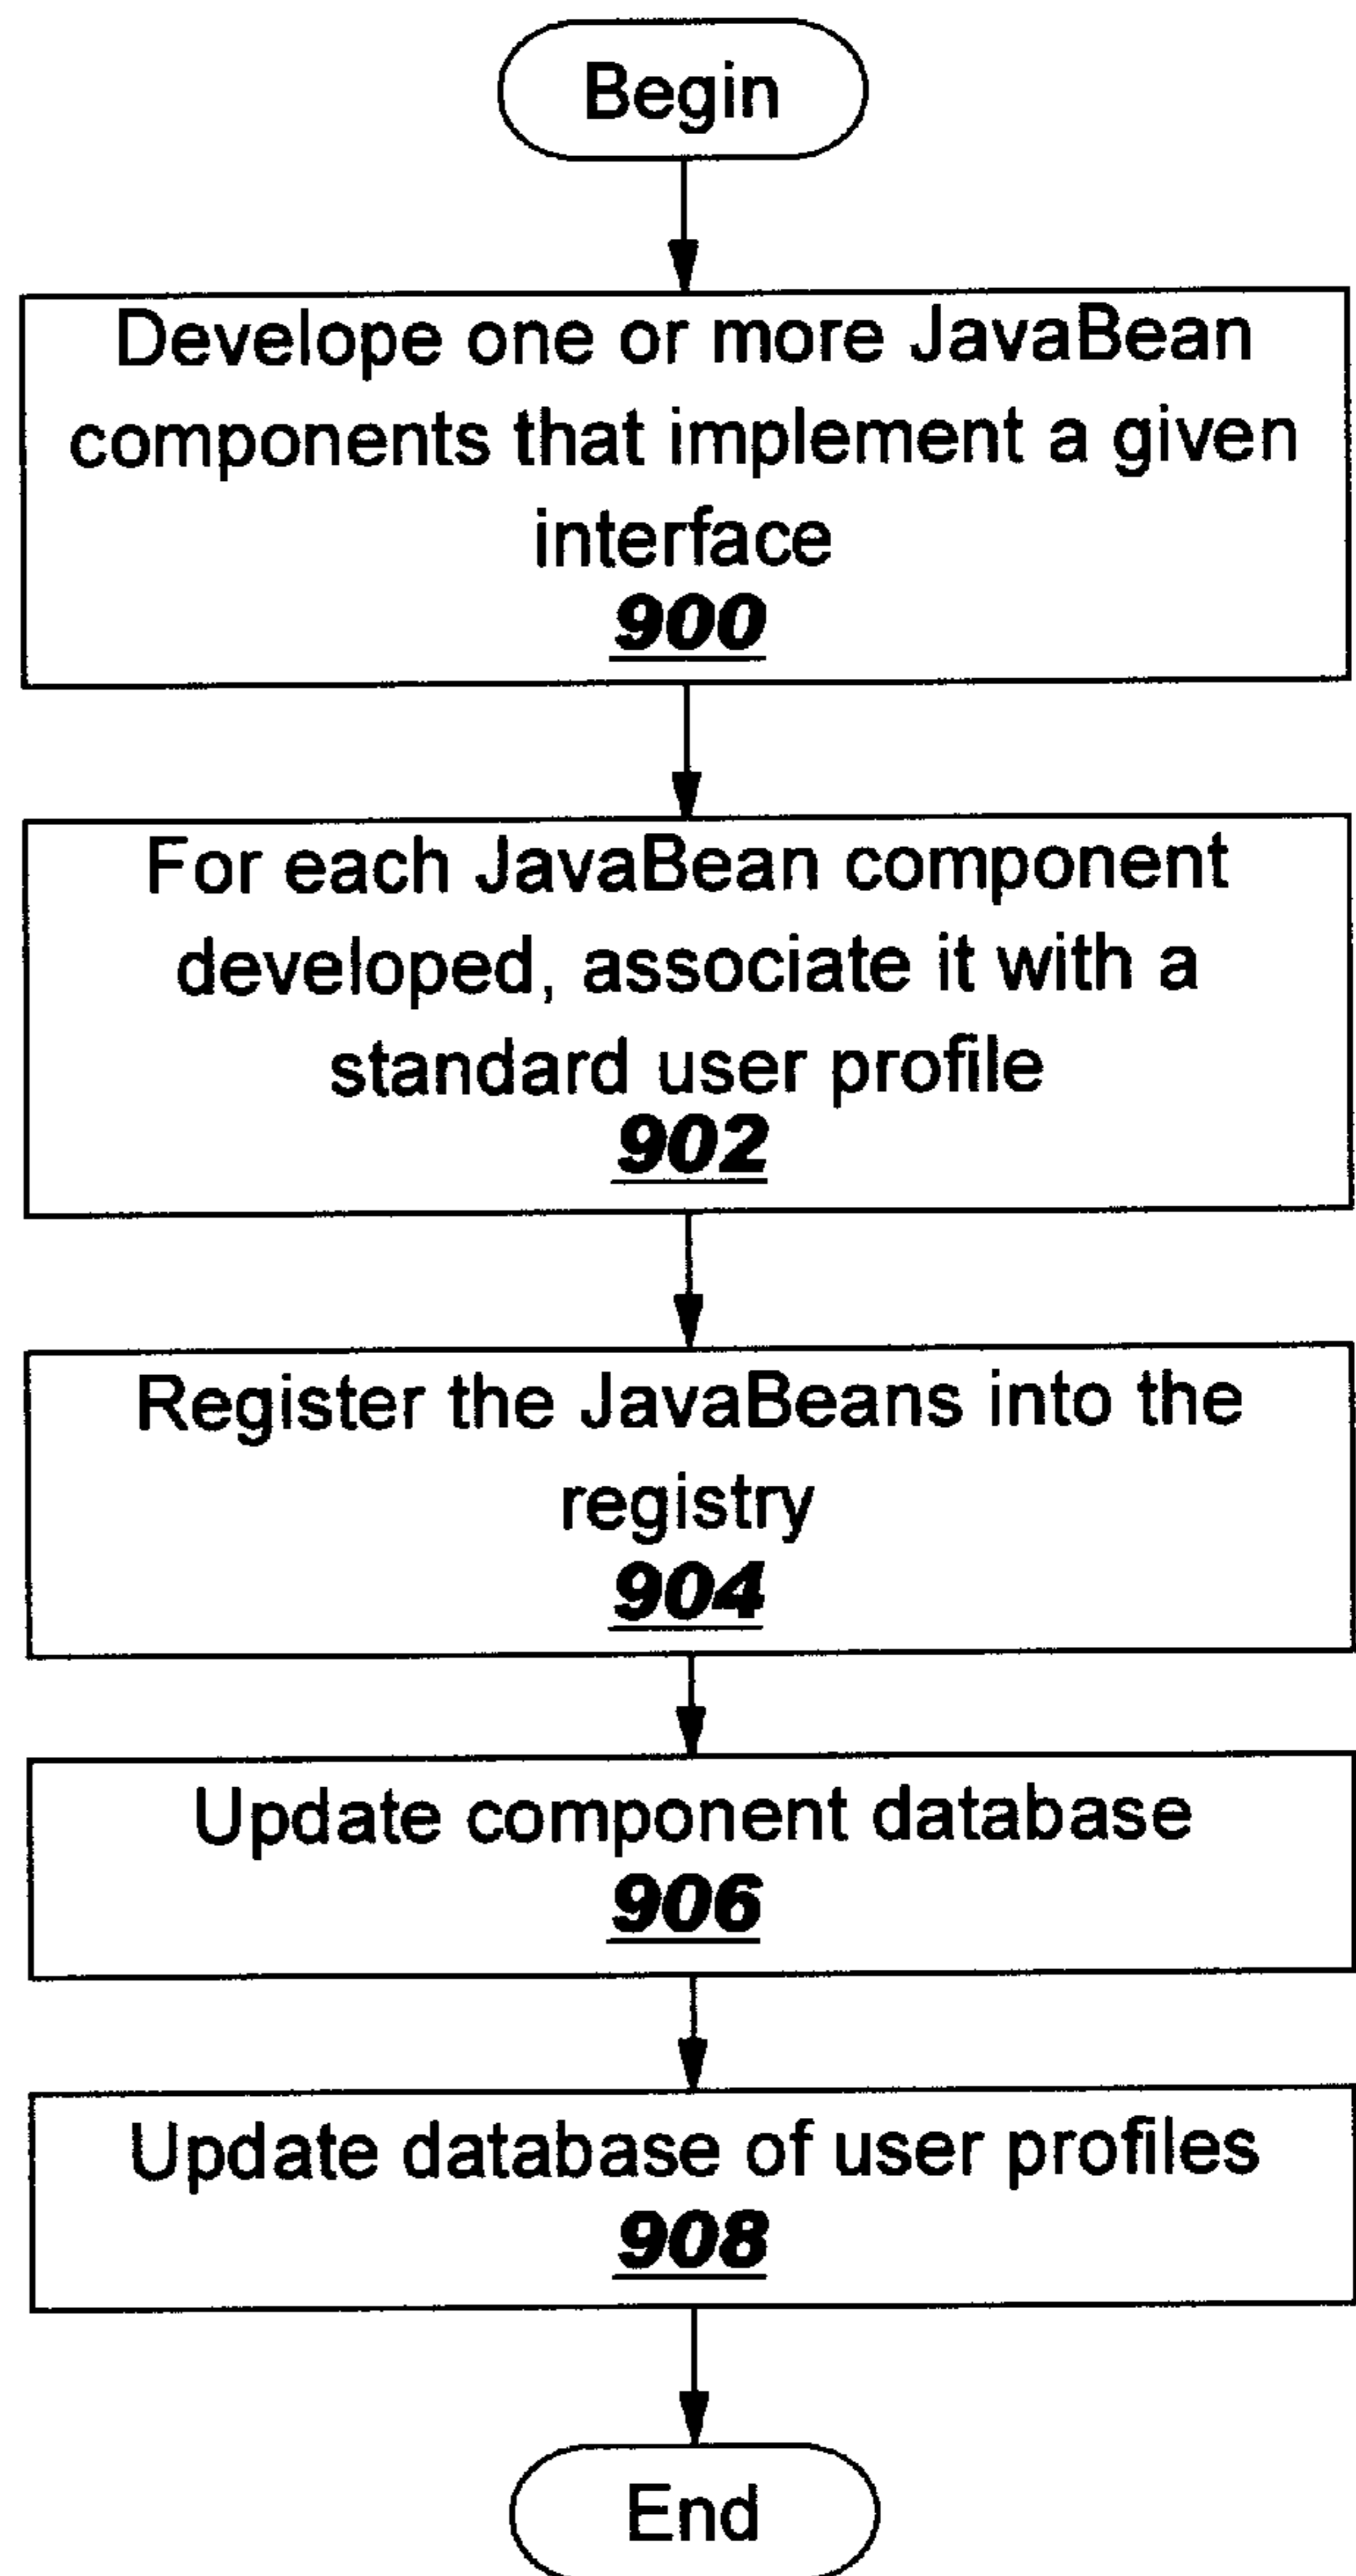 Begin
Develope one or more JavaBean
components that implement a given
interface
900
For each JavaBean component
developed, associate it with a
standard user profile
902
Register the JavaBeans into the
registry
904
Update component database
906
Update database of user profiles
908
End